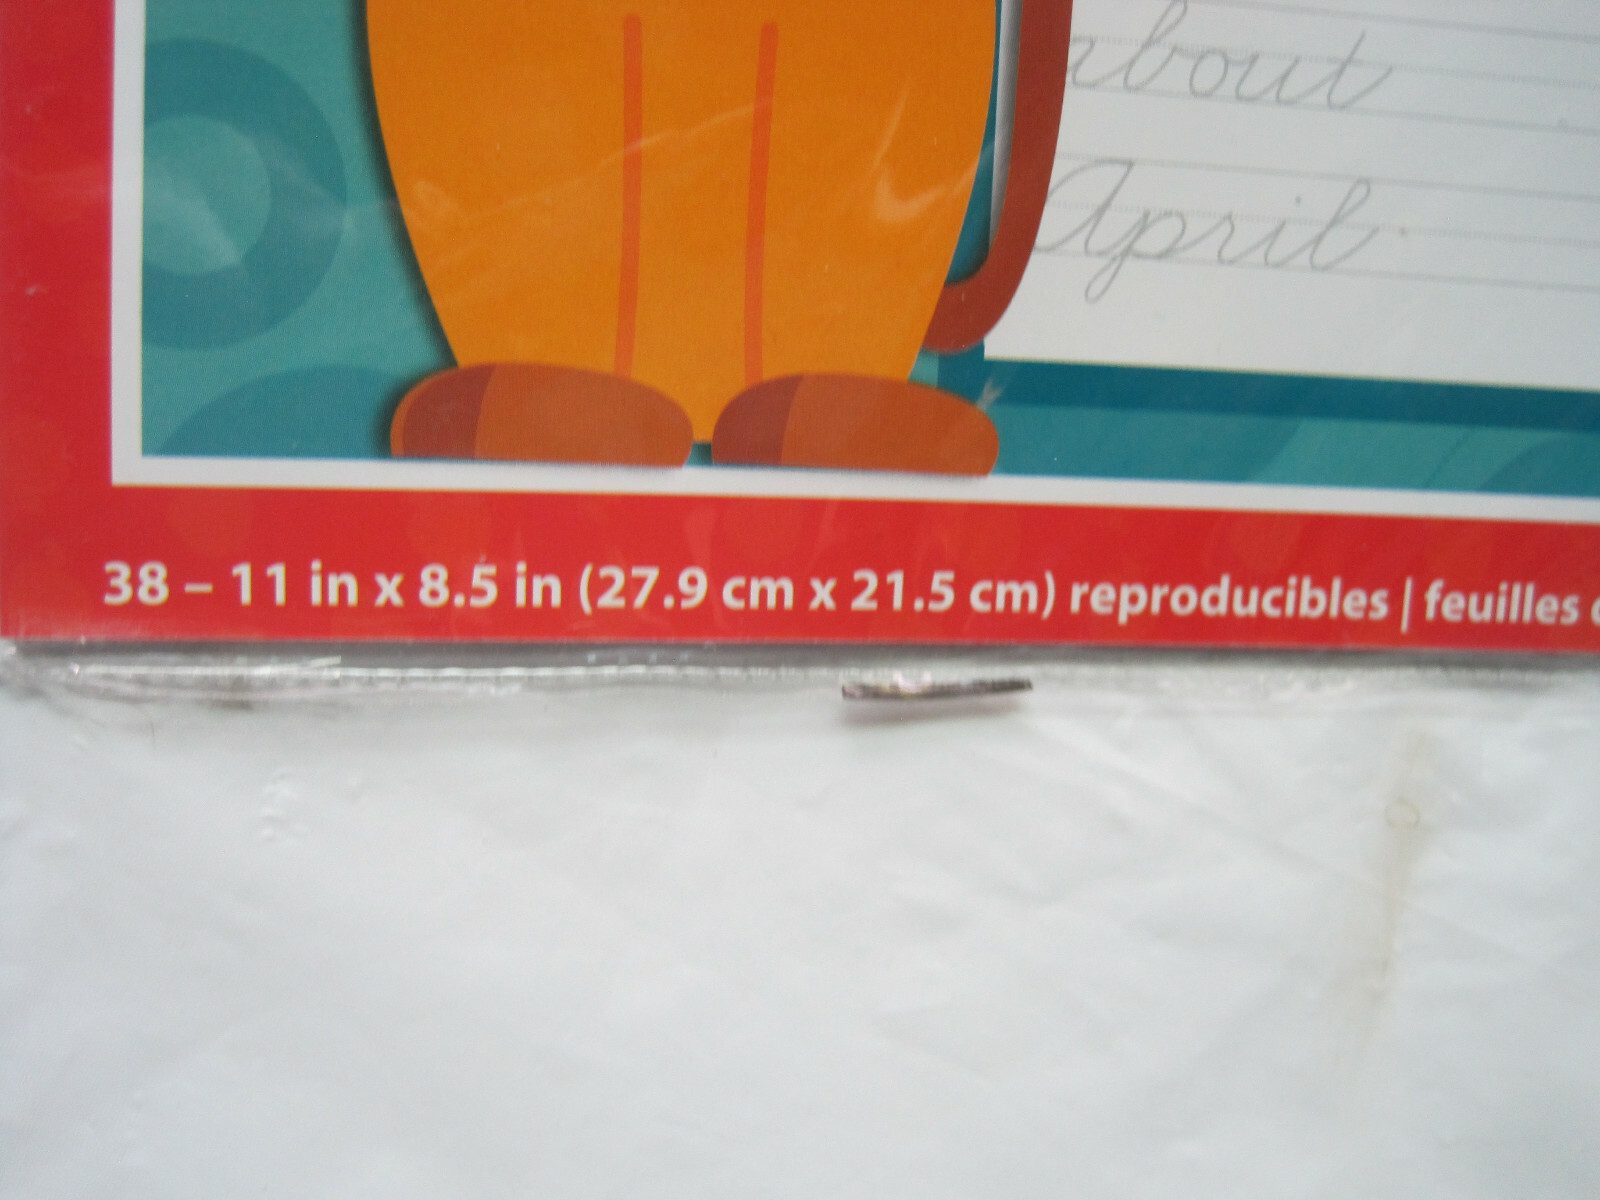 about
April
38 – 11 in x 8.5 in (27.9 cm x 21.5 cm) reproducibles | feuilles